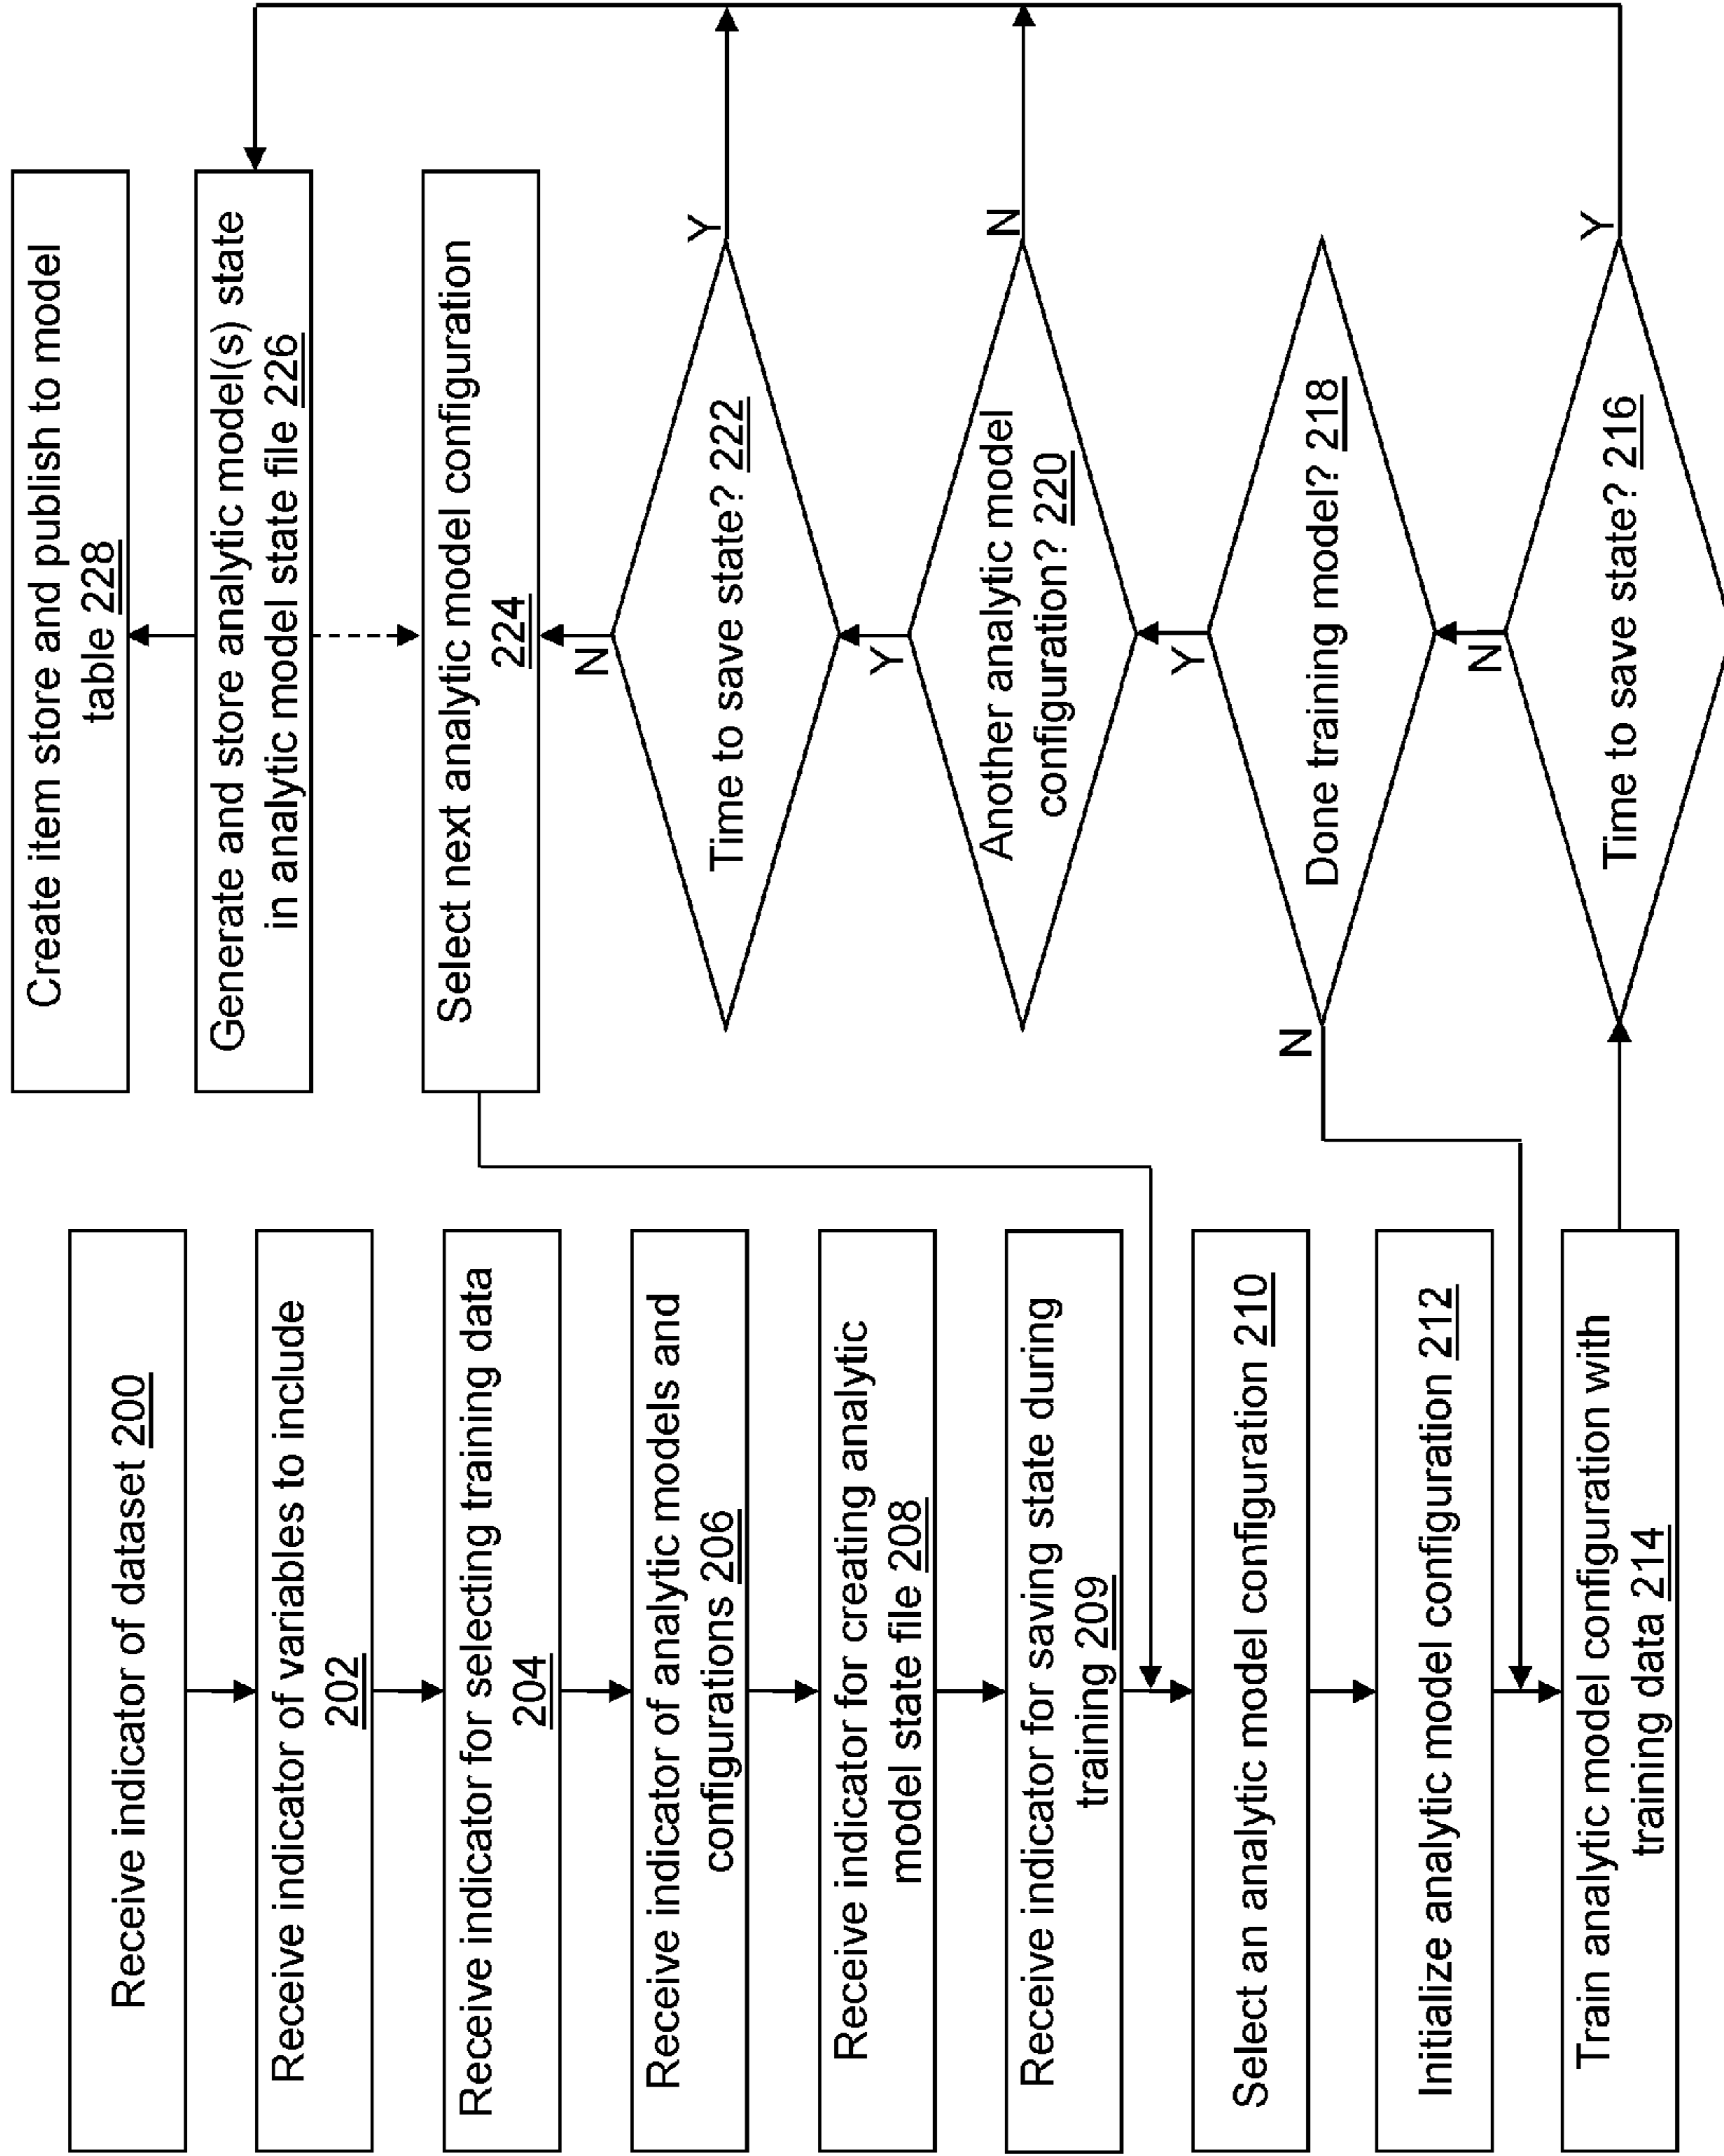 Receive indicator of dataset 200
Receive indicator of variables to include
202
Receive indicator for selecting training data
204
Receive indicator of analytic models and
configurations 206
Receive indicator for creating analytic
model state file 208
Receive indicator for saving state during
training 209
Select an analytic model configuration 210
Initialize analytic model configuration 212
Train analytic model configuration with
training data 214
Time to save state? 216
Y
N
Done training model? 218
N
Y
Another analytic model
configuration? 220
N
Y
Time to save state? 222
Y
N
Select next analytic model configuration
224
Generate and store analytic model(s) state
in analytic model state file 226
Create item store and publish to model
table 228